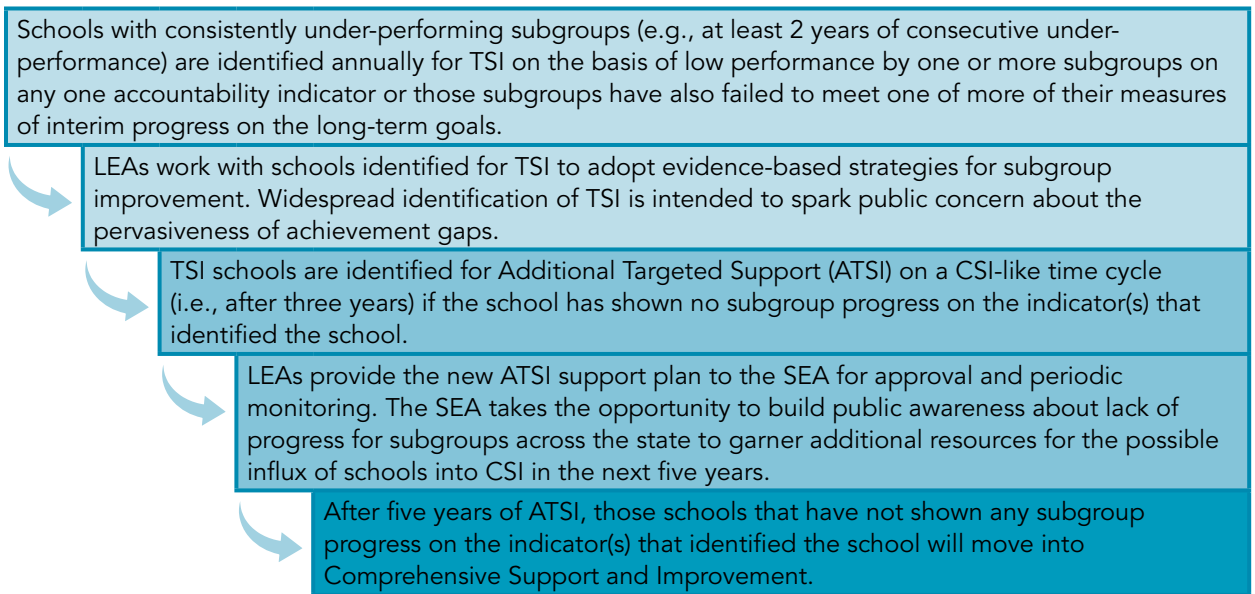 Schools with consistently under-performing subgroups (e.g., at least 2 years of consecutive under-
performance) are identified annually for TSI on the basis of low performance by one or more subgroups on
any one accountability indicator or those subgroups have also failed to meet one of more of their measures
of interim progress on the long-term goals.
LEAs work with schools identified for TSI to adopt evidence-based strategies for subgroup
improvement. Widespread identification of TSI is intended to spark public concern about the
pervasiveness of achievement gaps.
TSI schools are identified for Additional Targeted Support (ATSI) on a CSI-like time cycle
(i.e., after three years) if the school has shown no subgroup progress on the indicator(s) that
identified the school.
LEAs provide the new ATSI support plan to the SEA for approval and periodic
monitoring. The SEA takes the opportunity to build public awareness about lack of
progress for subgroups across the state to garner additional resources for the possible
influx of schools into CSI in the next five years.
After five years of ATSI, those schools that have not shown any subgroup
progress on the indicator(s) that identified the school will move into
Comprehensive Support and Improvement.